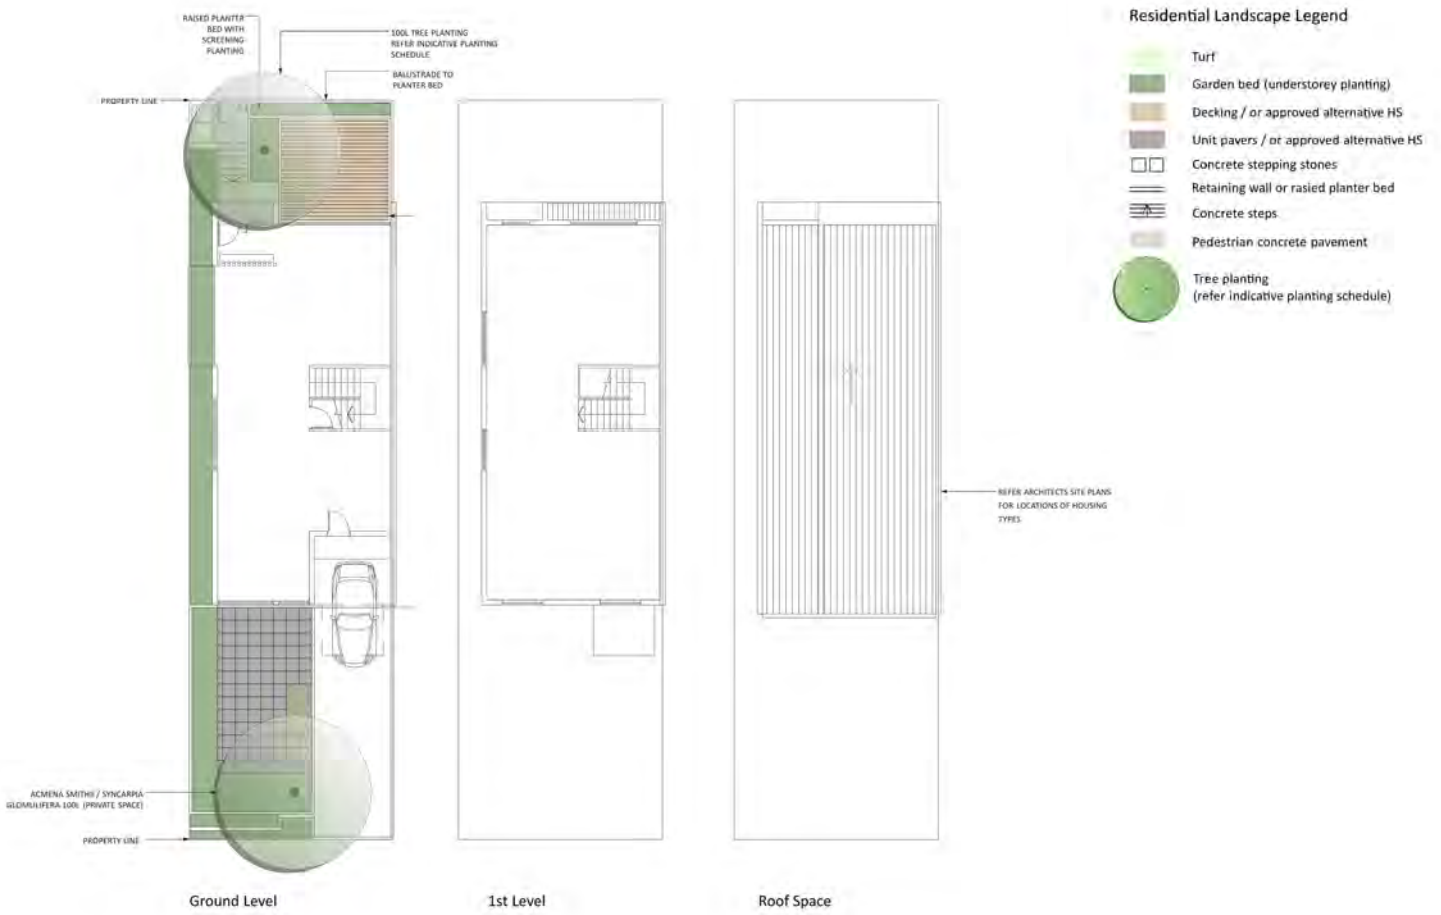 RAISED PLANTER
BED WITH
SCREENING
PLANTING
100L TREE PLANTING
REFER INDICATIVE PLANTING
SCHEDULE
BALUSTRADE TO
PLANTER BED
PROPERTY LINE
REFER ARCHITECTS SITE PLANS
FOR LOCATIONS OF HOUSING
TYPES
ACMENA SMITHII / SYNCARPIA
GLOMULIFERA 100L (PRIVATE SPACE)
PROPERTY LINE
Ground Level
1st Level
Roof Space
Residential Landscape Legend
Turf
Garden bed (understorey planting)
Decking / or approved alternative HS
Unit pavers / or approved alternative HS
Concrete stepping stones
Retaining wall or rasied planter bed
Concrete steps
Pedestrian concrete pavement
Tree planting
(refer indicative planting schedule)